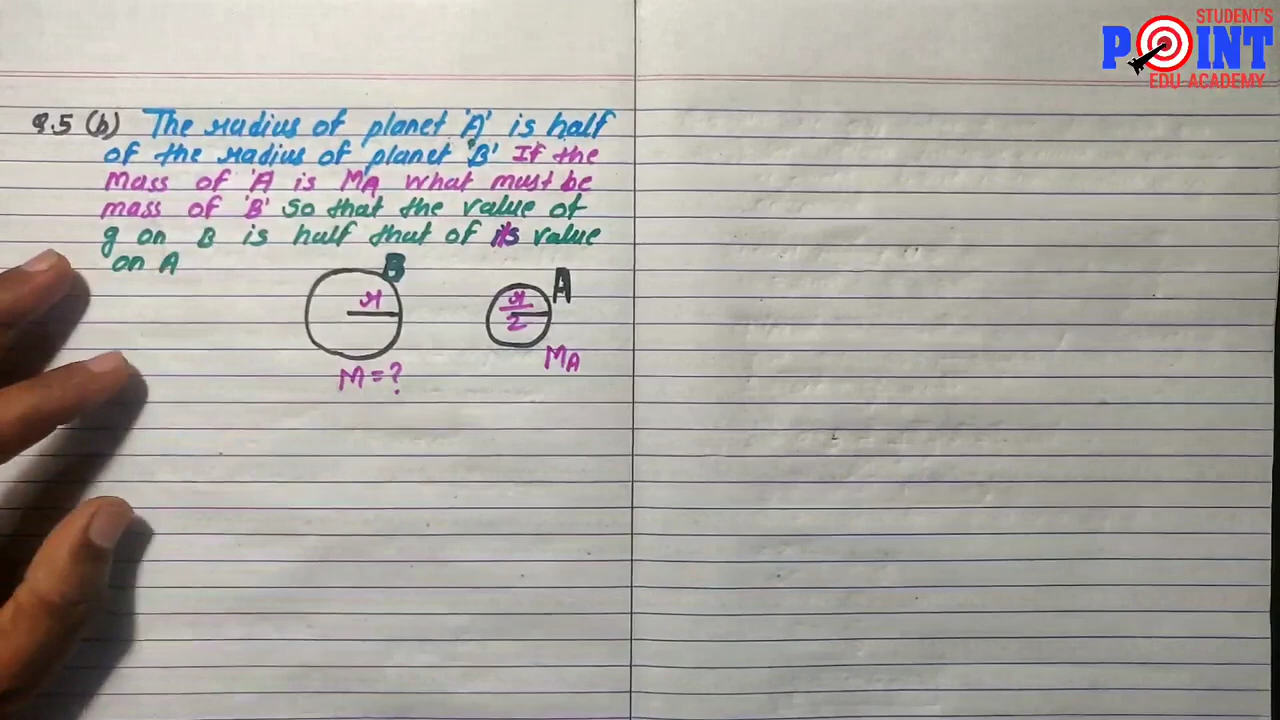 STUDENT'S
POINT
EDU ACADEMY
Q.5 (b) The radius of planet 'A' is half
of the radius of planet 'B' If the
Mass of 'A is MA what must be
mass of 'B' So that the value of
g on B is half that of its value
on A
B
A
r
r
2
MA
M = ?